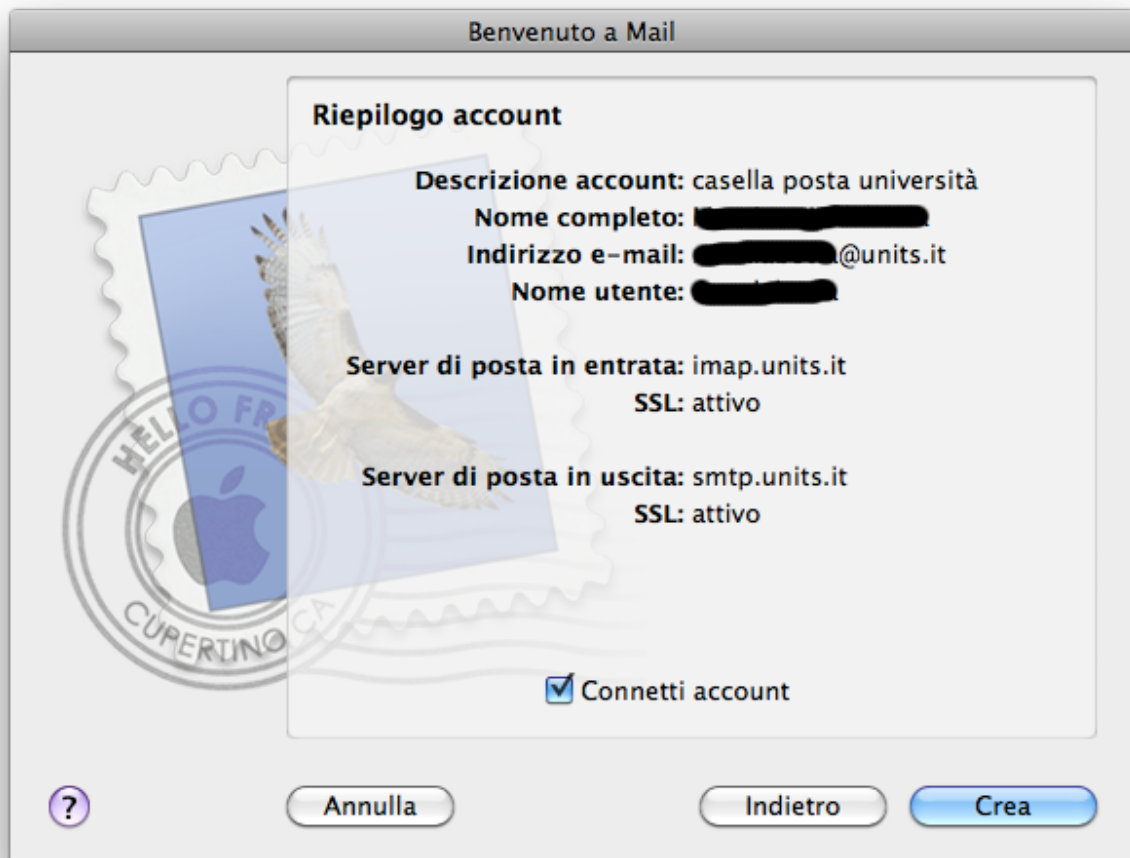 Benvenuto a Mail
Riepilogo account
Descrizione account: casella posta università
Nome completo:
Indirizzo e-mail: @units.it
Nome utente:
Server di posta in entrata: imap.units.it
SSL: attivo
Server di posta in uscita: smtp.units.it
SSL: attivo
HELLO FRO
CUPERTINO CA
Connetti account
?
Annulla
Indietro
Crea